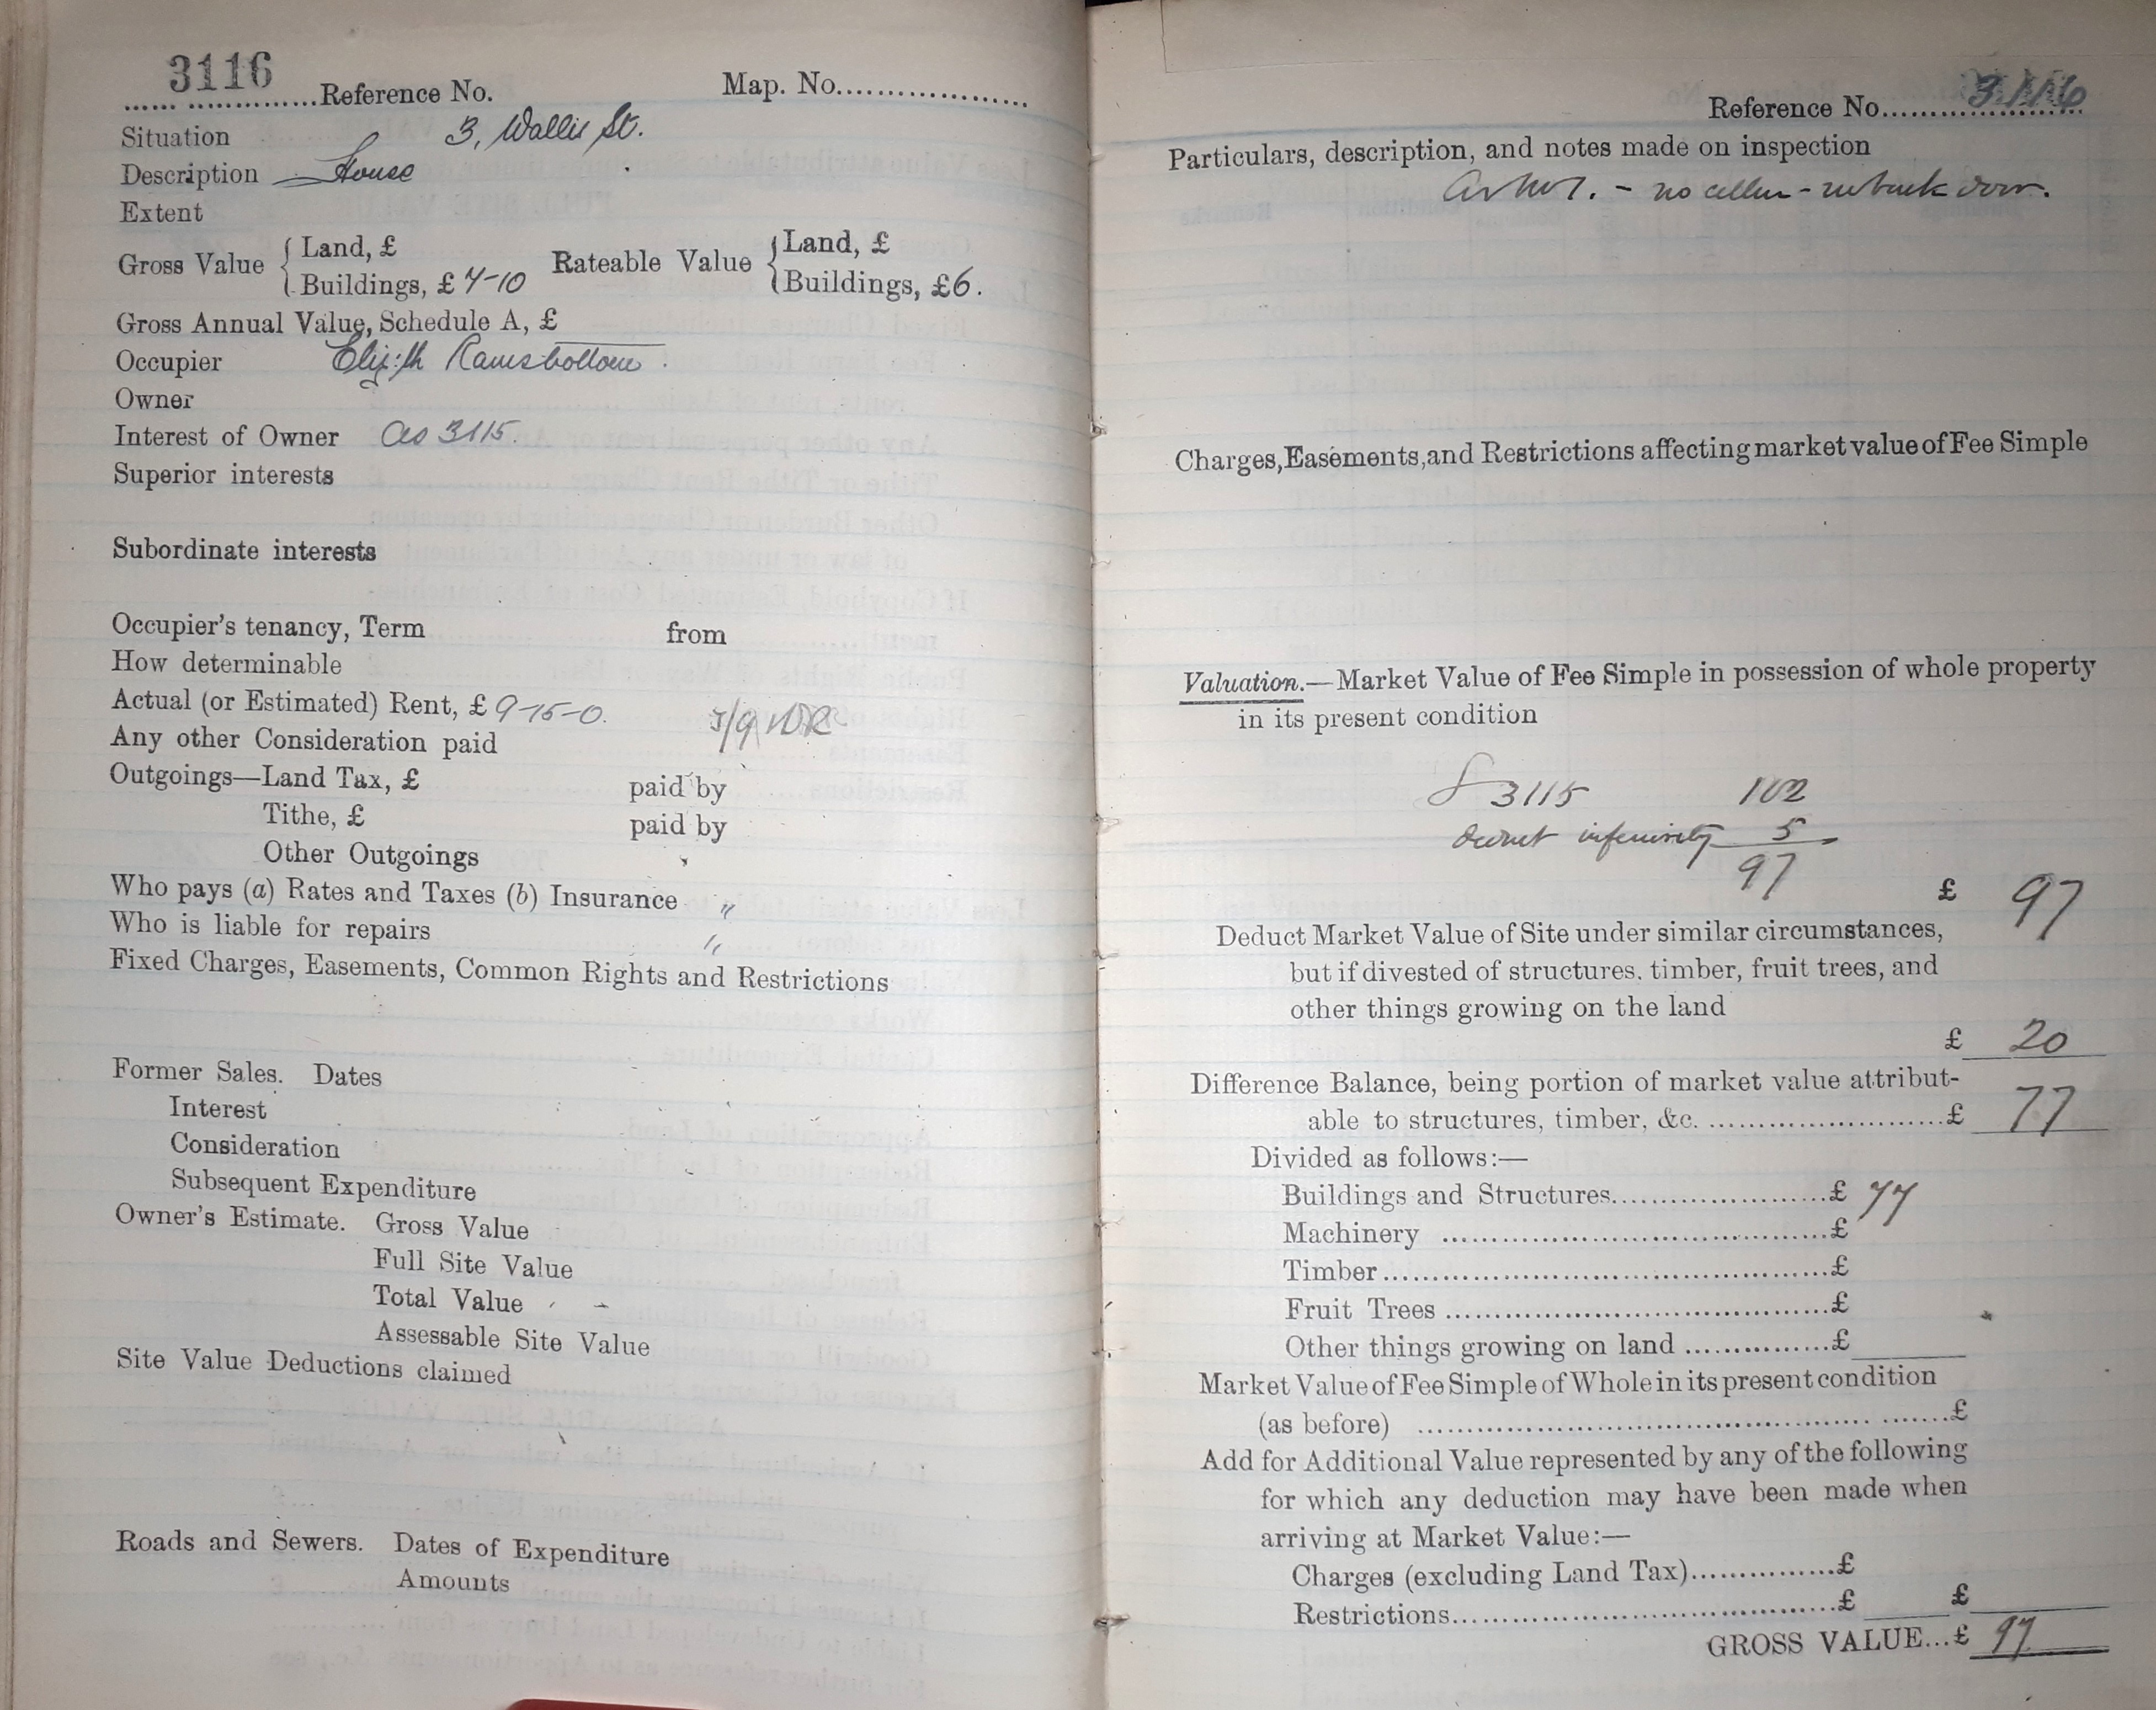 3116
...... ..............Reference No. Map. No....................
Situation 3, Wallis St.
Description House
Extent
Gross Value { Land, £ Rateable Value { Land, £
Buildings, £ 7-10 Buildings, £6.
Gross Annual Value, Schedule A, £
Occupier Eliz:th Ramsbottom.
Owner
Interest of Owner as 3115.
Superior interests
Subordinate interests
Occupier's tenancy, Term from
How determinable
Actual (or Estimated) Rent, £ 9-15-0. 3/9
Any other Consideration paid
Outgoings—Land Tax, £ paid by
Tithe, £ paid by
Other Outgoings
Who pays (a) Rates and Taxes (b) Insurance "
Who is liable for repairs "
Fixed Charges, Easements, Common Rights and Restrictions
Former Sales. Dates
Interest
Consideration
Subsequent Expenditure
Owner's Estimate. Gross Value
Full Site Value
Total Value
Assessable Site Value
Site Value Deductions claimed
Roads and Sewers. Dates of Expenditure
Amounts
Reference No. 3116
Particulars, description, and notes made on inspection
- no cellar - no back door.
Charges, Easements, and Restrictions affecting market value of Fee Simple
Valuation.—Market Value of Fee Simple in possession of whole property
in its present condition
3115 102
deduct inferiority 5
97
£ 97
Deduct Market Value of Site under similar circumstances,
but if divested of structures. timber, fruit trees, and
other things growing on the land
£ 20
Difference Balance, being portion of market value attribut-
able to structures, timber, &c. ........................£ 77
Divided as follows:—
Buildings and Structures......................£ 77
Machinery .......................................£
Timber.............................................£
Fruit Trees ......................................£
Other things growing on land ...............£
Market Value of Fee Simple of Whole in its present condition
(as before) .....................................................£
Add for Additional Value represented by any of the following
for which any deduction may have been made when
arriving at Market Value:—
Charges (excluding Land Tax)...............£
Restrictions.......................................£ £
GROSS VALUE...£ 97